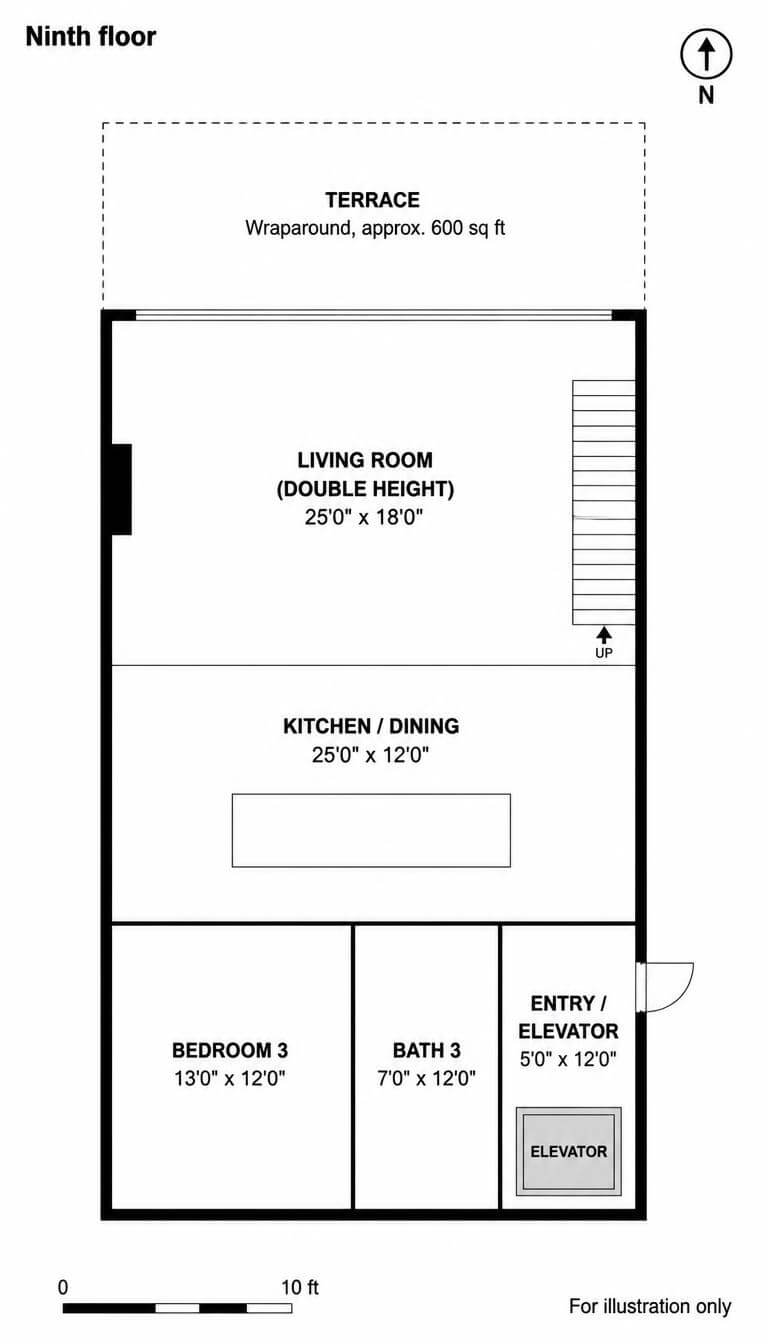 Ninth floor
N
TERRACE
Wraparound, approx. 600 sq ft
LIVING ROOM
(DOUBLE HEIGHT)
25'0" x 18'0"
UP
KITCHEN / DINING
25'0" x 12'0"
BEDROOM 3
13'0" x 12'0"
BATH 3
7'0" x 12'0"
ENTRY /
ELEVATOR
5'0" x 12'0"
ELEVATOR
0 10 ft
For illustration only